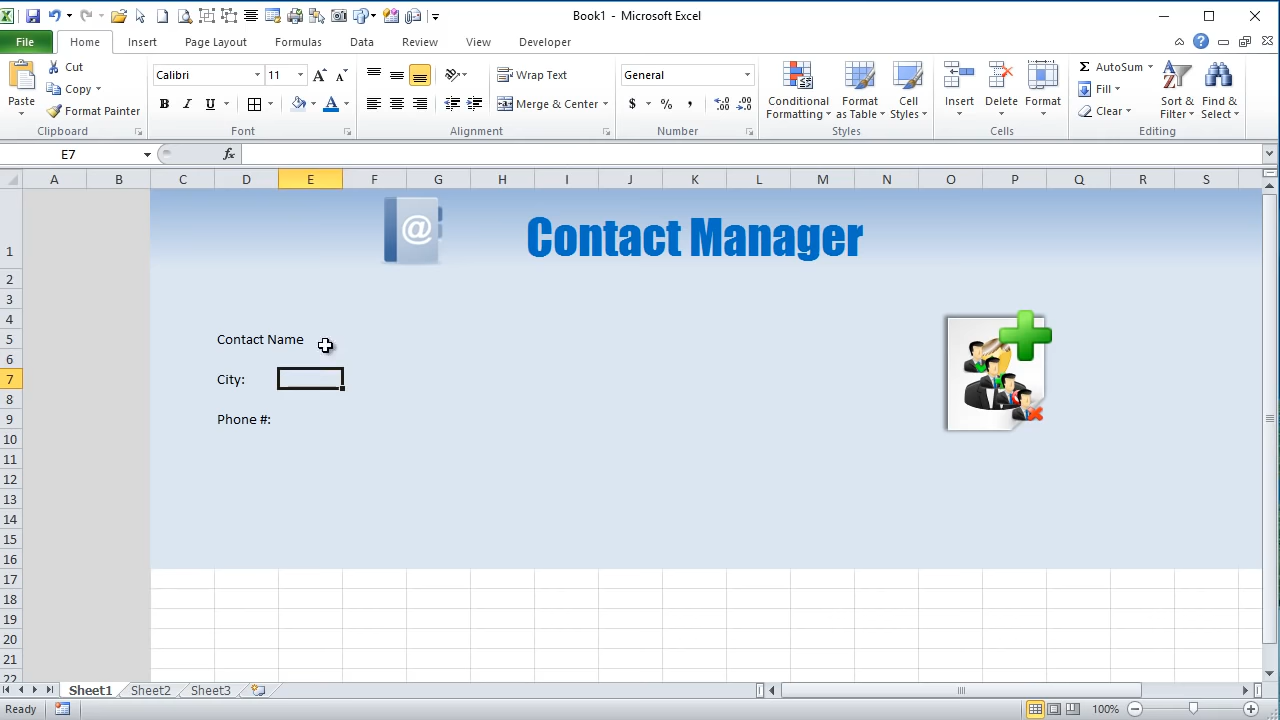 Book1 - Microsoft Excel
File Home Insert Page Layout Formulas Data Review View Developer
Paste
Cut
Copy
Format Painter
Clipboard
Calibri 11
B I U
Font
Wrap Text
Merge & Center
Alignment
General
$ % ,
Number
Conditional Formatting
Format as Table
Cell Styles
Styles
Insert
Delete
Format
Cells
Σ AutoSum
Fill
Clear
Sort & Filter
Find & Select
Editing
E7 fx
A B C D E F G H I J K L M N O P Q R S
1
@ Contact Manager
2
3
4
5 Contact Name
6
7 City:
8
9 Phone #:
10
11
12
13
14
15
16
17
18
19
20
21
22
Sheet1 Sheet2 Sheet3
Ready 100%